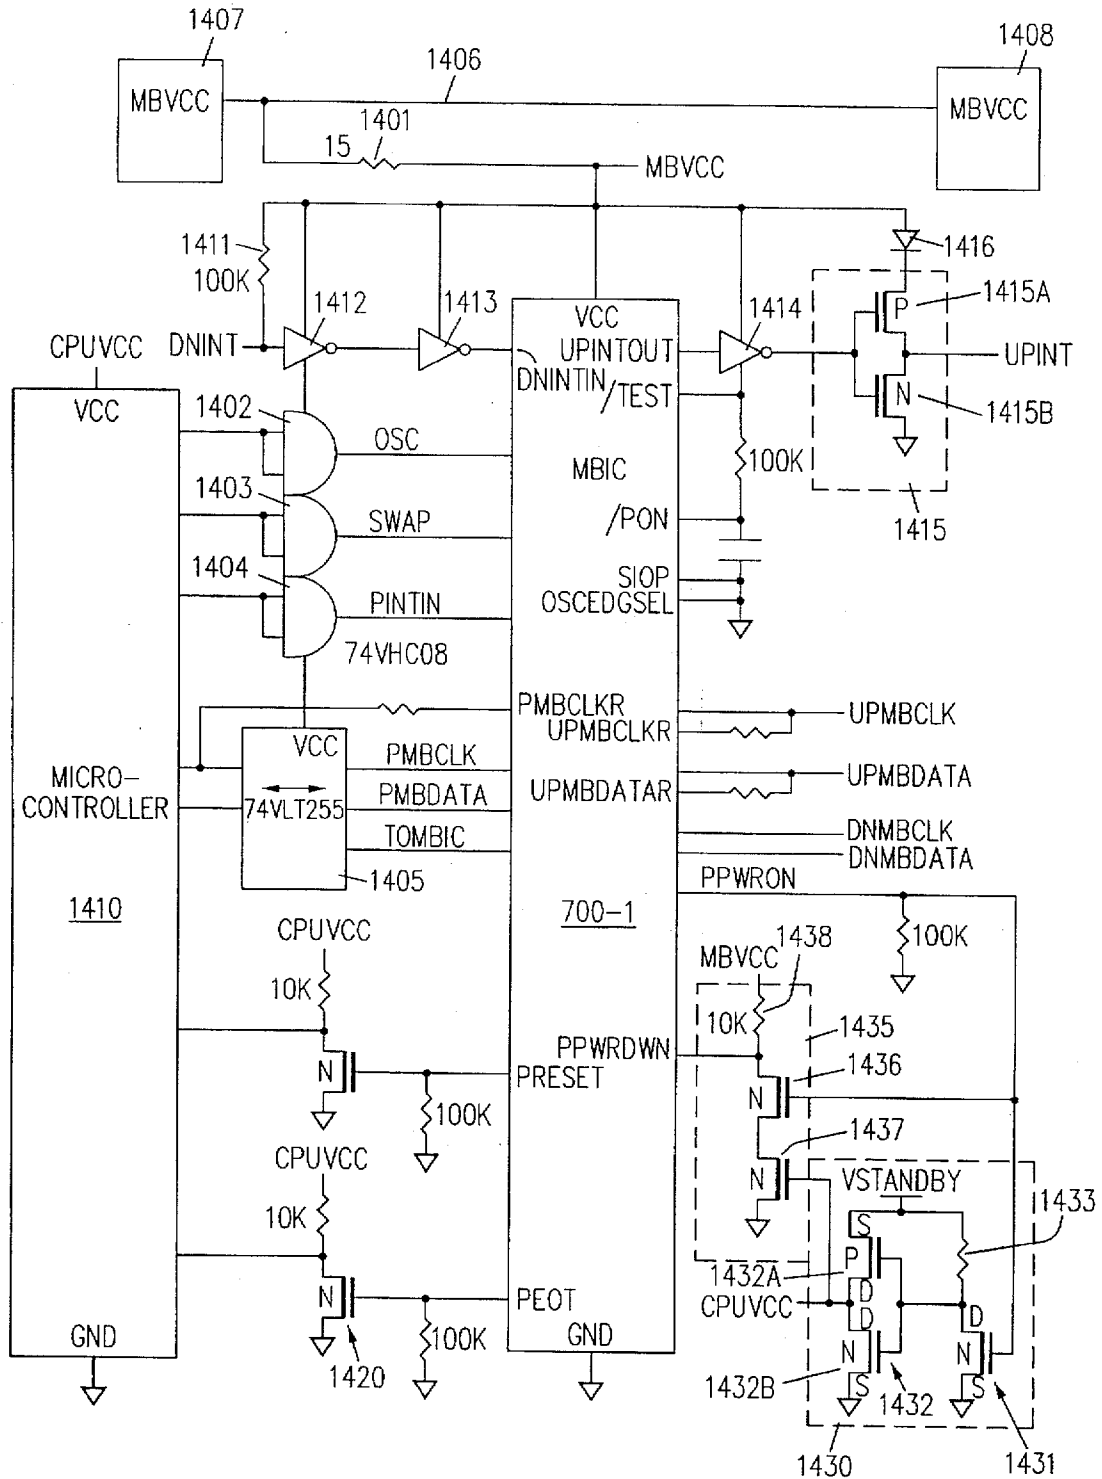 1407
1408
1406
MBVCC
MBVCC
1401
15
MBVCC
1411
100K
1416
1412
1413
1414
P
1415A
CPUVCC
DNINT
VCC
UPINTOUT
UPINT
DNINTIN
/TEST
N
1415B
VCC
1402
OSC
MBIC
100K
1403
SWAP
/PON
1415
1404
PINTIN
SIOP
OSCEDGSEL
74VHC08
PMBCLKR
UPMBCLKR
UPMBCLK
VCC
MICRO-
CONTROLLER
PMBCLK
UPMBDATA
74VLT255
PMBDATA
UPMBDATAR
TOMBIC
DNMBCLK
DNMBDATA
1405
PPWRON
1410
700-1
CPUVCC
1438
100K
MBVCC
10K
10K
1435
PPWRDWN
1436
N
PRESET
N
100K
1437
CPUVCC
N
VSTANDBY
10K
1433
S
P
1432A
D
CPUVCC
N
PEOT
D
D
GND
100K
GND
N
N
1420
1432B
S
1432
S
1430
1431